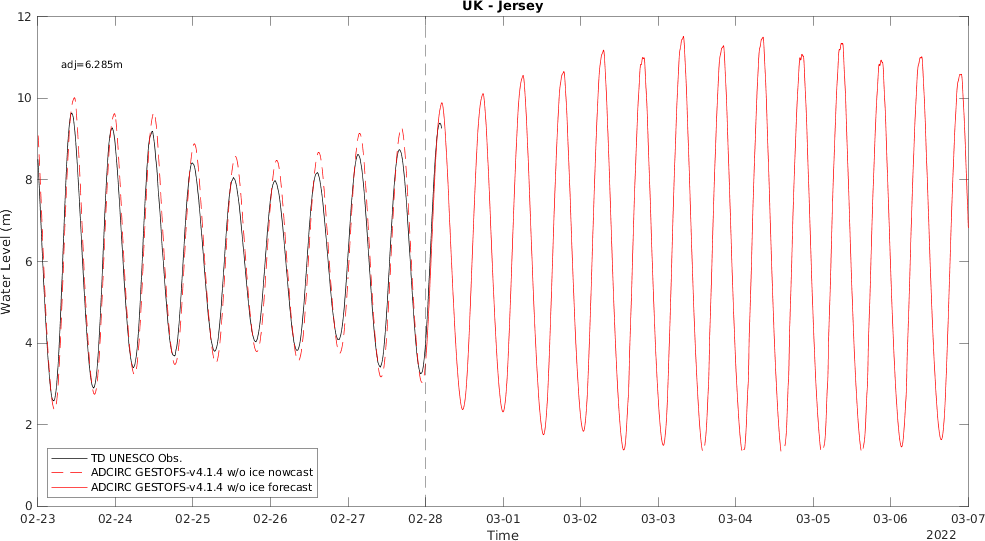 UK - Jersey
adj=6.285m
Water Level (m)
12
10
8
6
4
2
0
TD UNESCO Obs.
ADCIRC GESTOFS-v4.1.4 w/o ice nowcast
ADCIRC GESTOFS-v4.1.4 w/o ice forecast
02-23 02-24 02-25 02-26 02-27 02-28 03-01 03-02 03-03 03-04 03-05 03-06 03-07
Time
2022